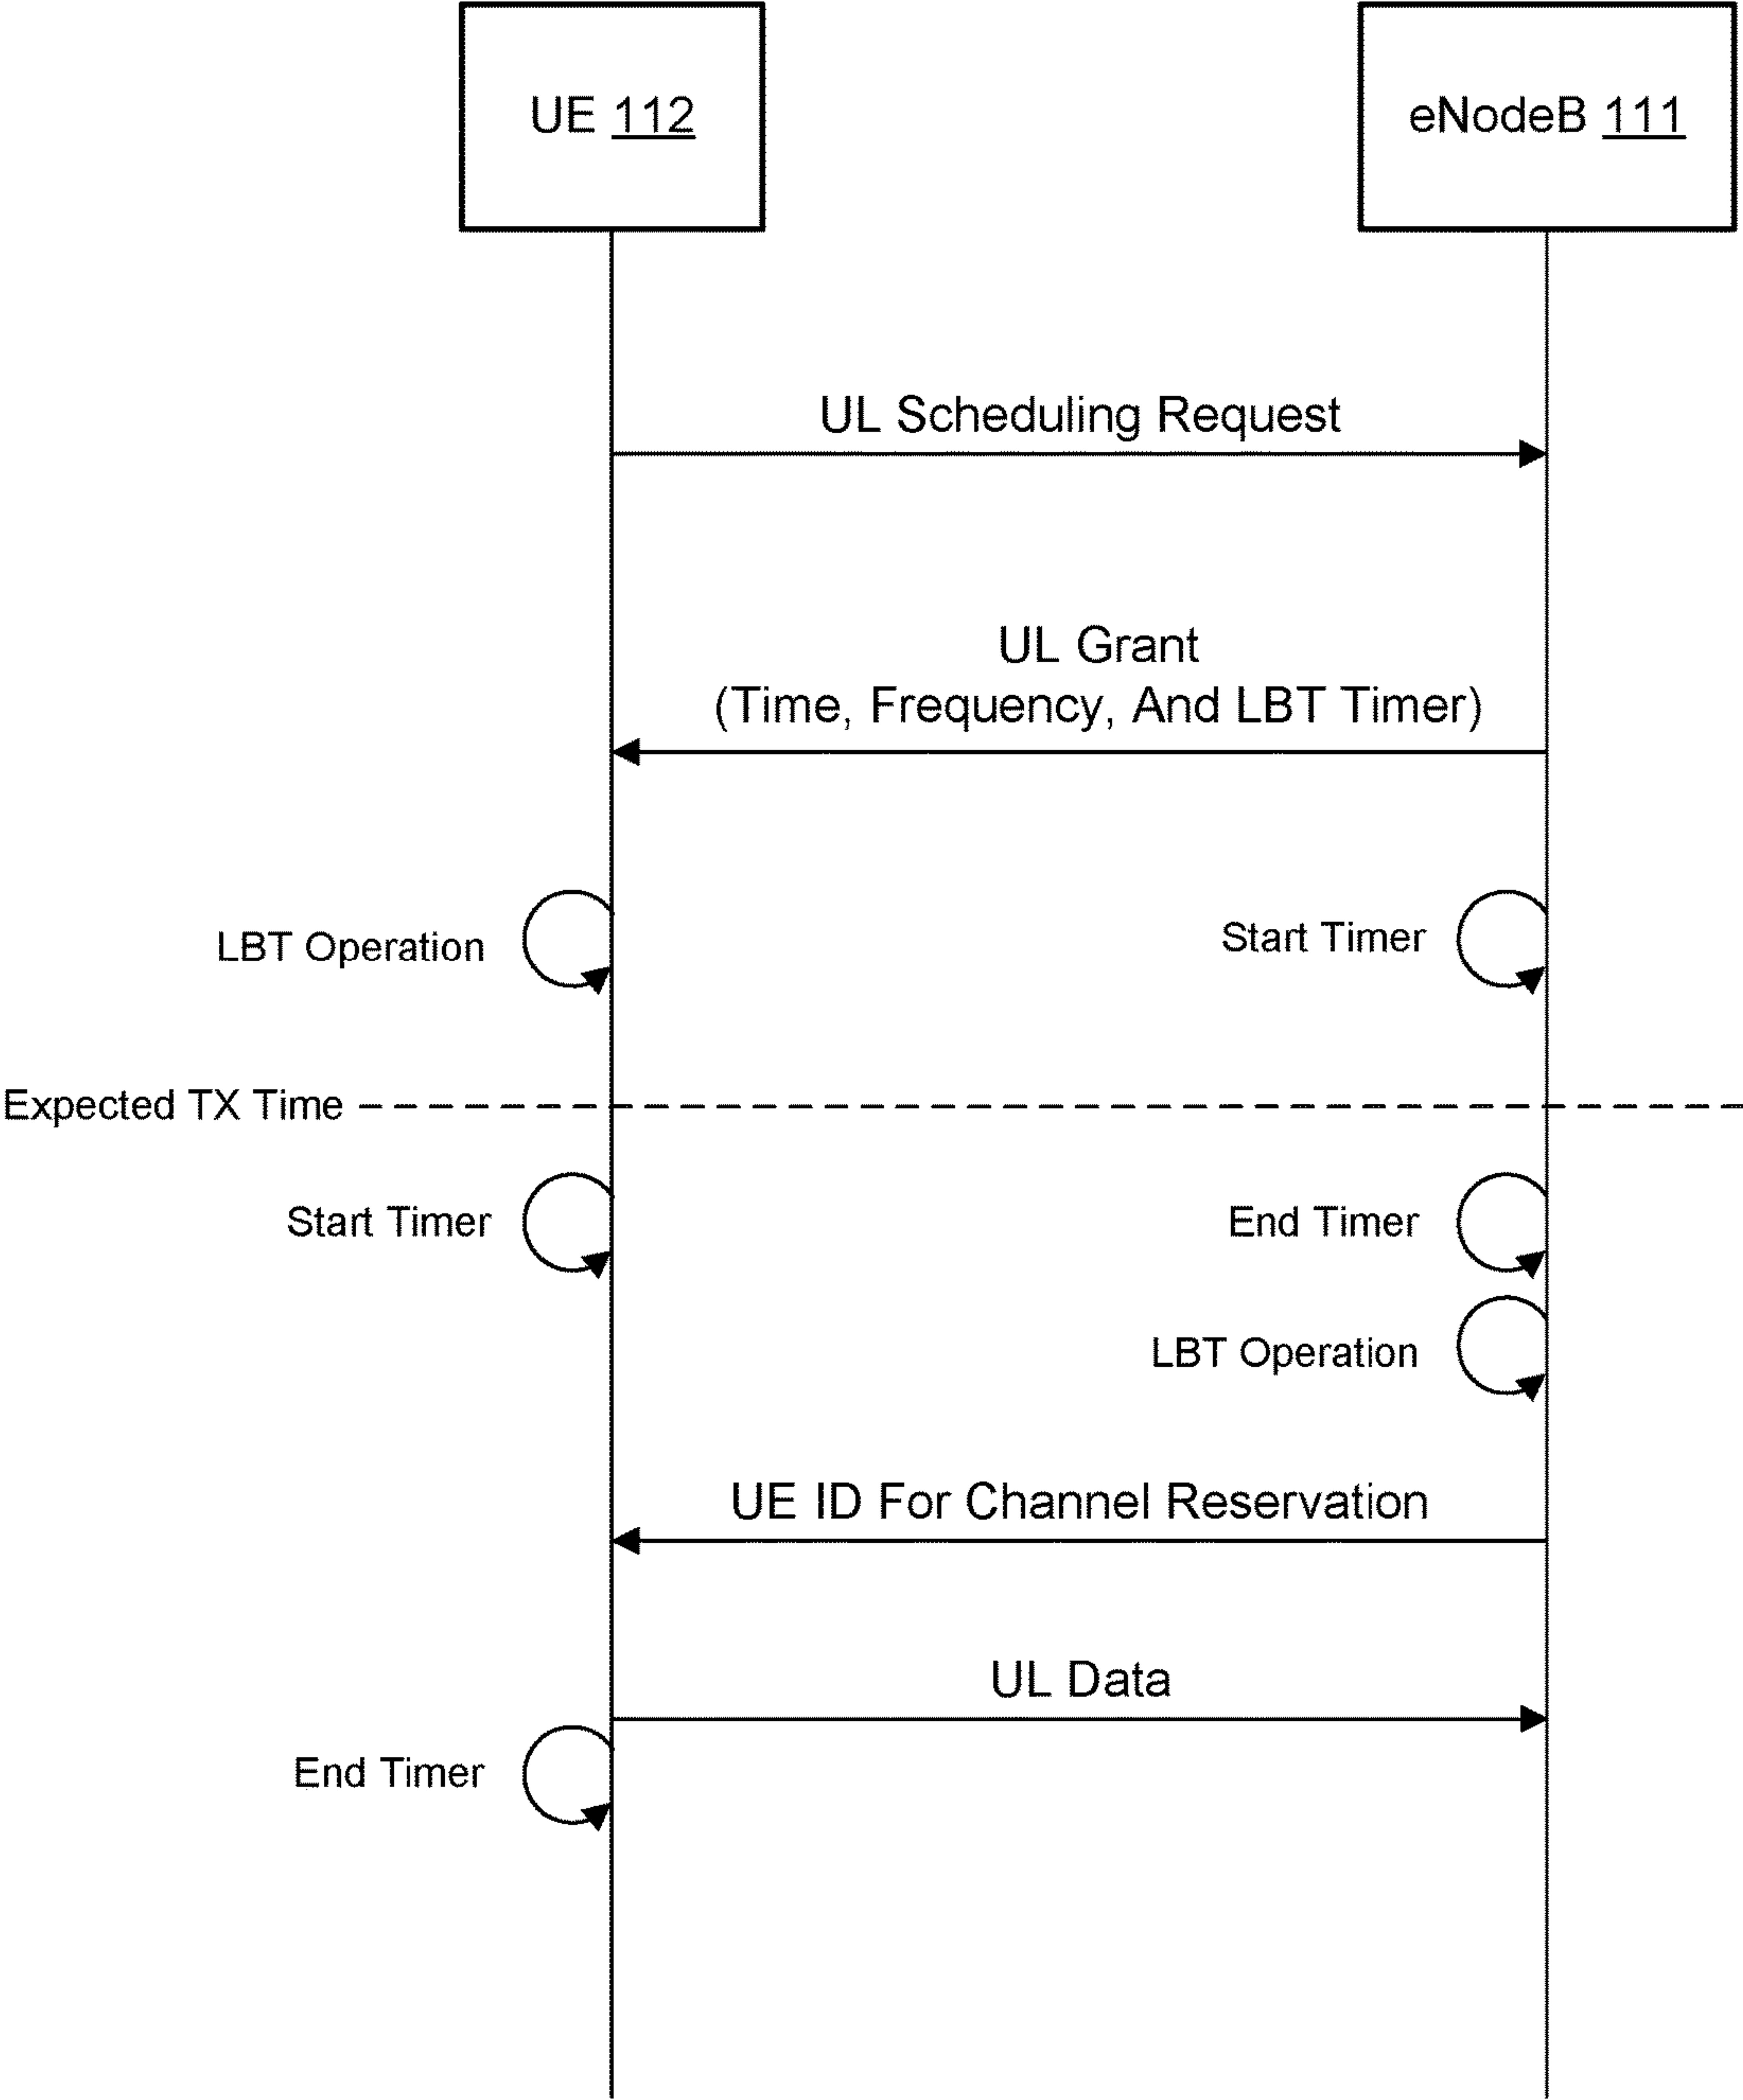 UE 112
eNodeB 111
UL Scheduling Request
UL Grant
(Time, Frequency, And LBT Timer)
LBT Operation
Start Timer
Expected TX Time
Start Timer
End Timer
LBT Operation
UE ID For Channel Reservation
UL Data
End Timer